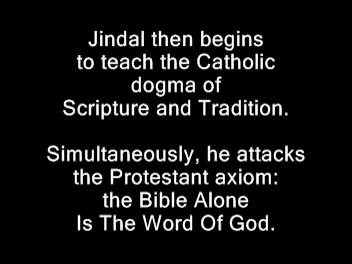 Jindal then begins
to teach the Catholic
dogma of
Scripture and Tradition.
Simultaneously, he attacks
the Protestant axiom:
the Bible Alone
Is The Word Of God.